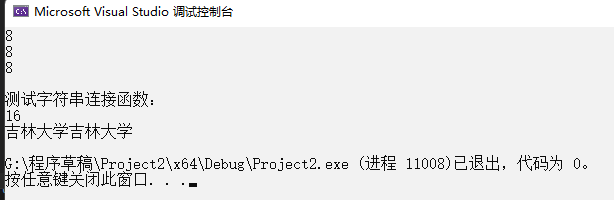 Microsoft Visual Studio 调试控制台
8
8
8
测试字符串连接函数：
16
吉林大学吉林大学
G:\程序草稿\Project2\x64\Debug\Project2.exe (进程 11008)已退出，代码为 0。
按任意键关闭此窗口. . .